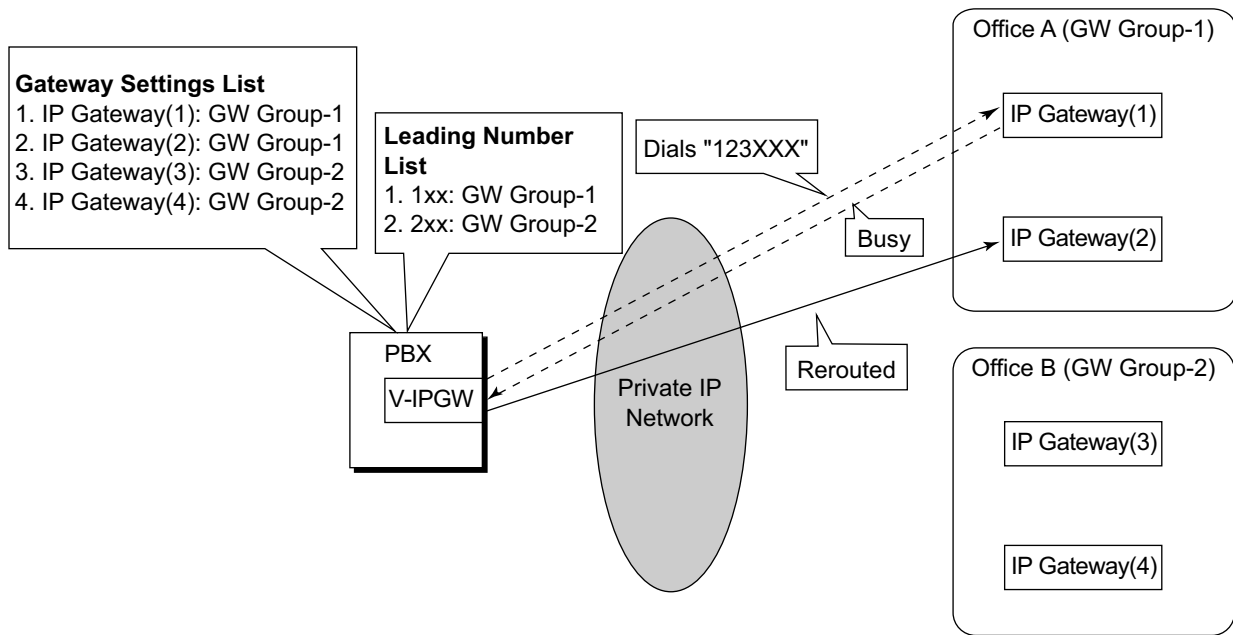 Gateway Settings List
1. IP Gateway(1): GW Group-1
2. IP Gateway(2): GW Group-1
3. IP Gateway(3): GW Group-2
4. IP Gateway(4): GW Group-2
Leading Number
List
1. 1xx: GW Group-1
2. 2xx: GW Group-2
PBX
V-IPGW
Private IP
Network
Dials "123XXX"
Busy
Rerouted
Office A (GW Group-1)
IP Gateway(1)
IP Gateway(2)
Office B (GW Group-2)
IP Gateway(3)
IP Gateway(4)